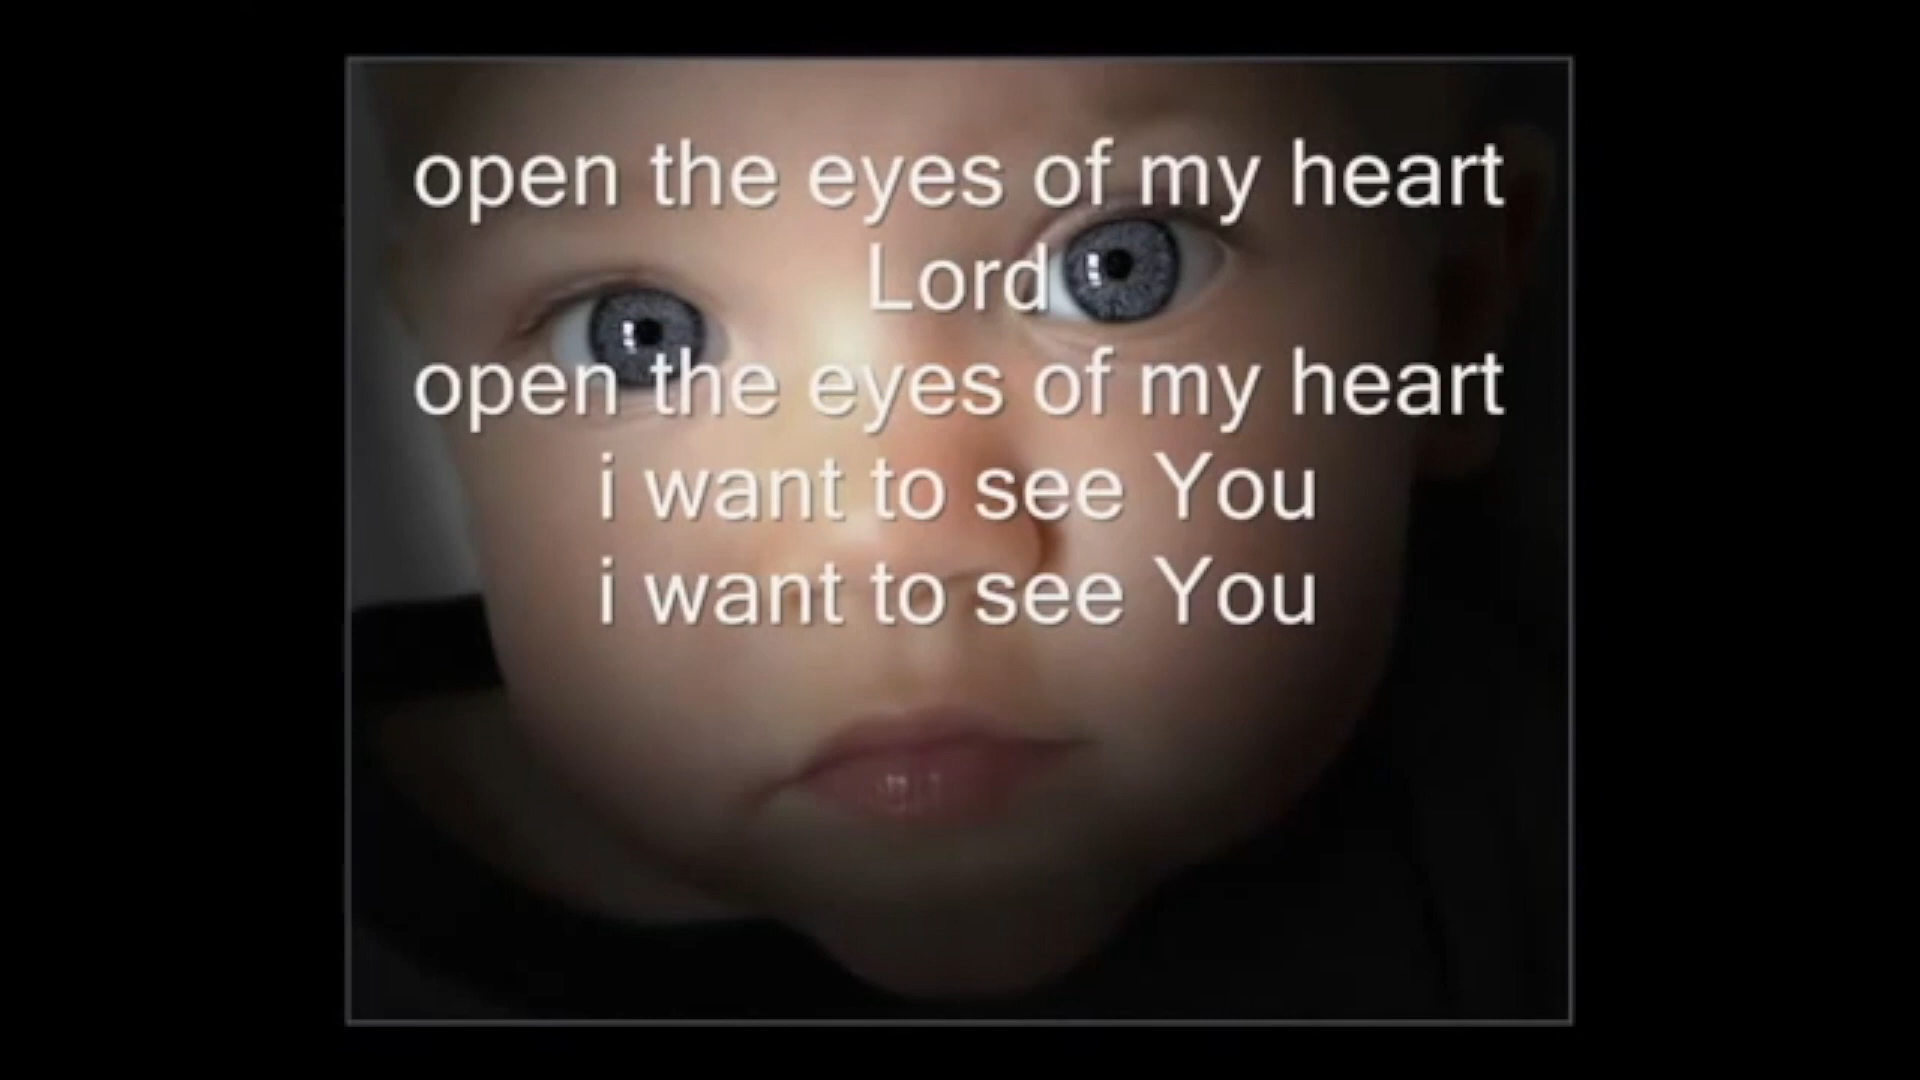 open the eyes of my heart
Lord
open the eyes of my heart
i want to see You
i want to see You